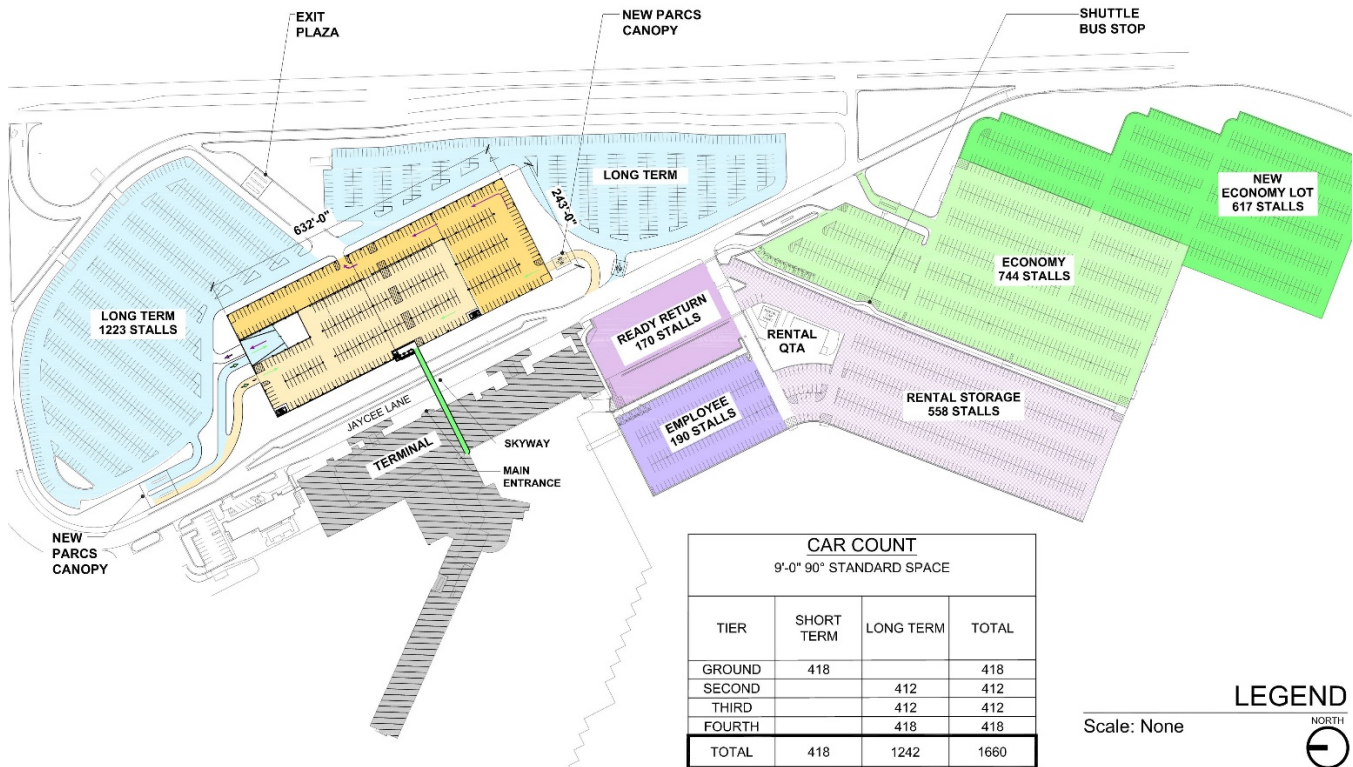 EXIT
PLAZA
NEW PARCS
CANOPY
SHUTTLE
BUS STOP
LONG TERM
632'-0"
243'-0"
NEW
ECONOMY LOT
617 STALLS
ECONOMY
744 STALLS
LONG TERM
1223 STALLS
READY RETURN
170 STALLS
RENTAL
QTA
RENTAL STORAGE
558 STALLS
EMPLOYEE
190 STALLS
JAYCEE LANE
TERMINAL
SKYWAY
MAIN
ENTRANCE
NEW
PARCS
CANOPY
CAR COUNT
9'-0" 90° STANDARD SPACE
TIER SHORT TERM LONG TERM TOTAL
GROUND 418 418
SECOND 412 412
THIRD 412 412
FOURTH 418 418
TOTAL 418 1242 1660
LEGEND
Scale: None
NORTH